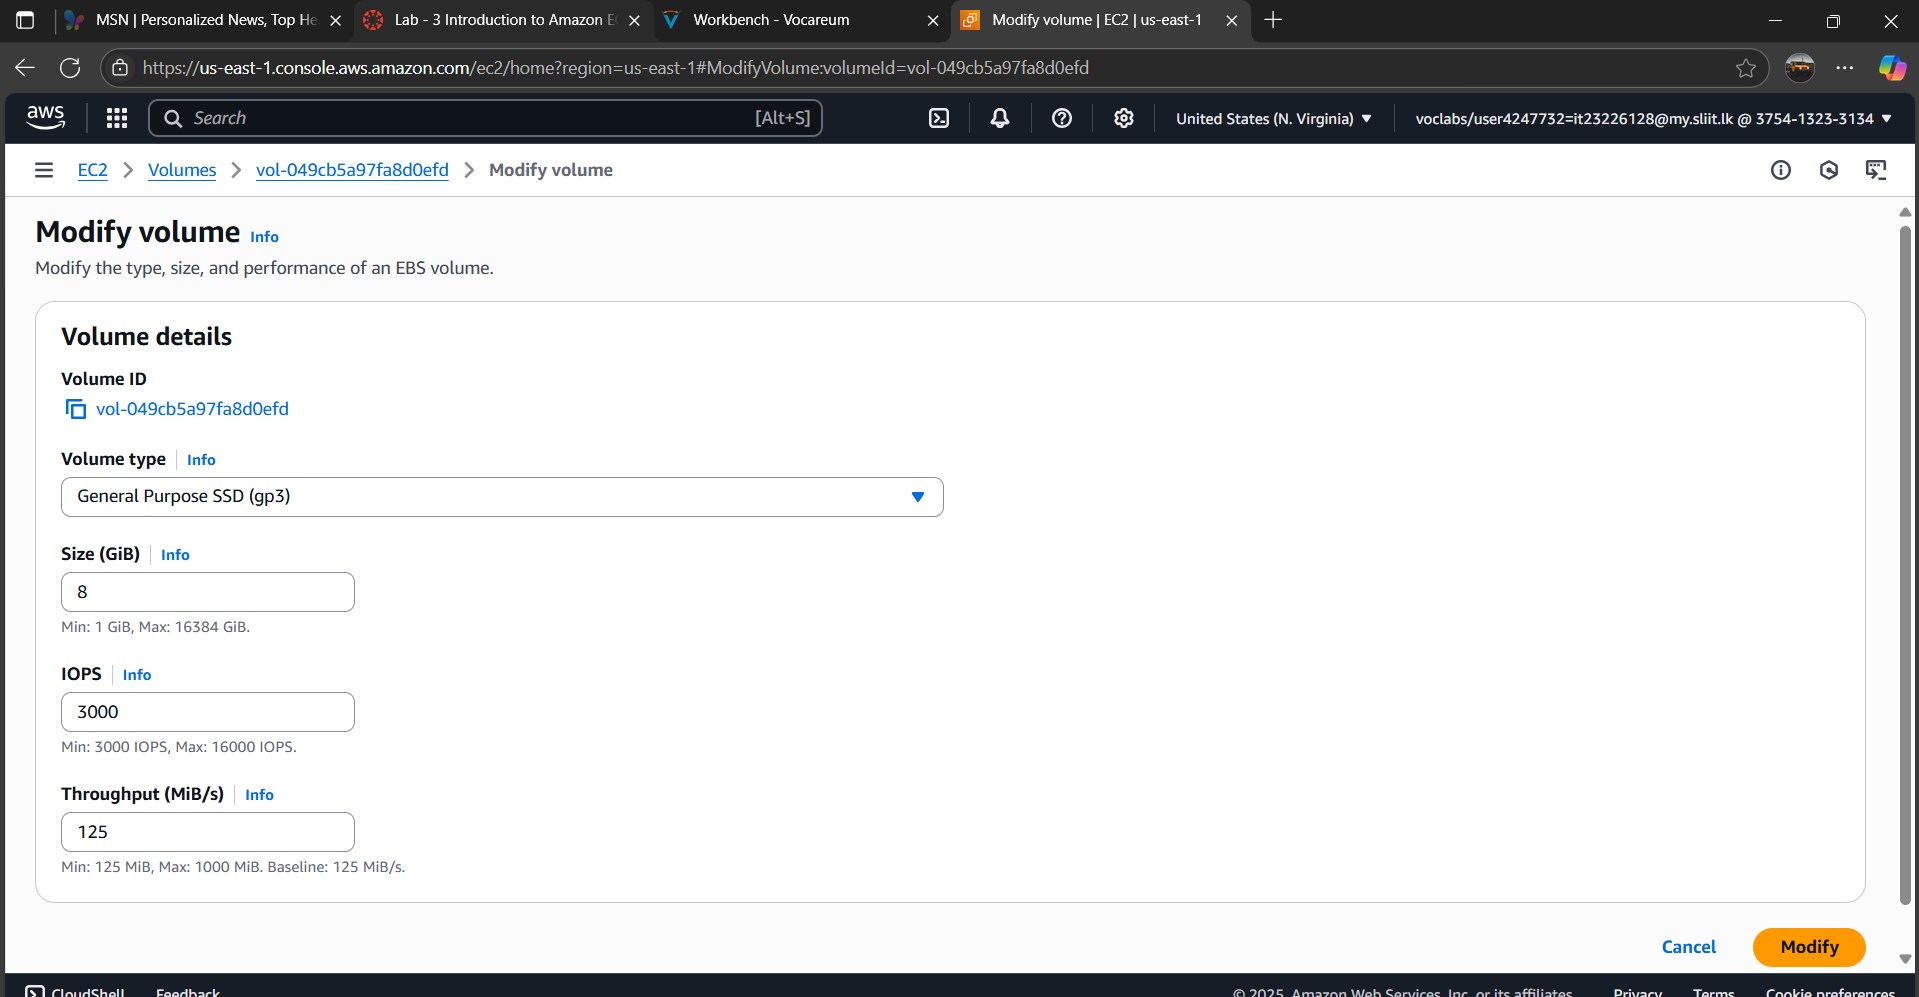 MSN | Personalized News, Top He
Lab - 3 Introduction to Amazon E
Workbench - Vocareum
Modify volume | EC2 | us-east-1
https://us-east-1.console.aws.amazon.com/ec2/home?region=us-east-1#ModifyVolume:volumeId=vol-049cb5a97fa8d0efd
aws
Search
[Alt+S]
United States (N. Virginia)
voclabs/user4247732=it23226128@my.sliit.lk @ 3754-1323-3134
EC2 > Volumes > vol-049cb5a97fa8d0efd > Modify volume
Modify volume Info
Modify the type, size, and performance of an EBS volume.
Volume details
Volume ID
vol-049cb5a97fa8d0efd
Volume type | Info
General Purpose SSD (gp3)
Size (GiB) | Info
8
Min: 1 GiB, Max: 16384 GiB.
IOPS | Info
3000
Min: 3000 IOPS, Max: 16000 IOPS.
Throughput (MiB/s) | Info
125
Min: 125 MiB, Max: 1000 MiB. Baseline: 125 MiB/s.
Cancel
Modify
CloudShell
Feedback
© 2025, Amazon Web Services, Inc. or its affiliates.
Privacy
Terms
Cookie preferences